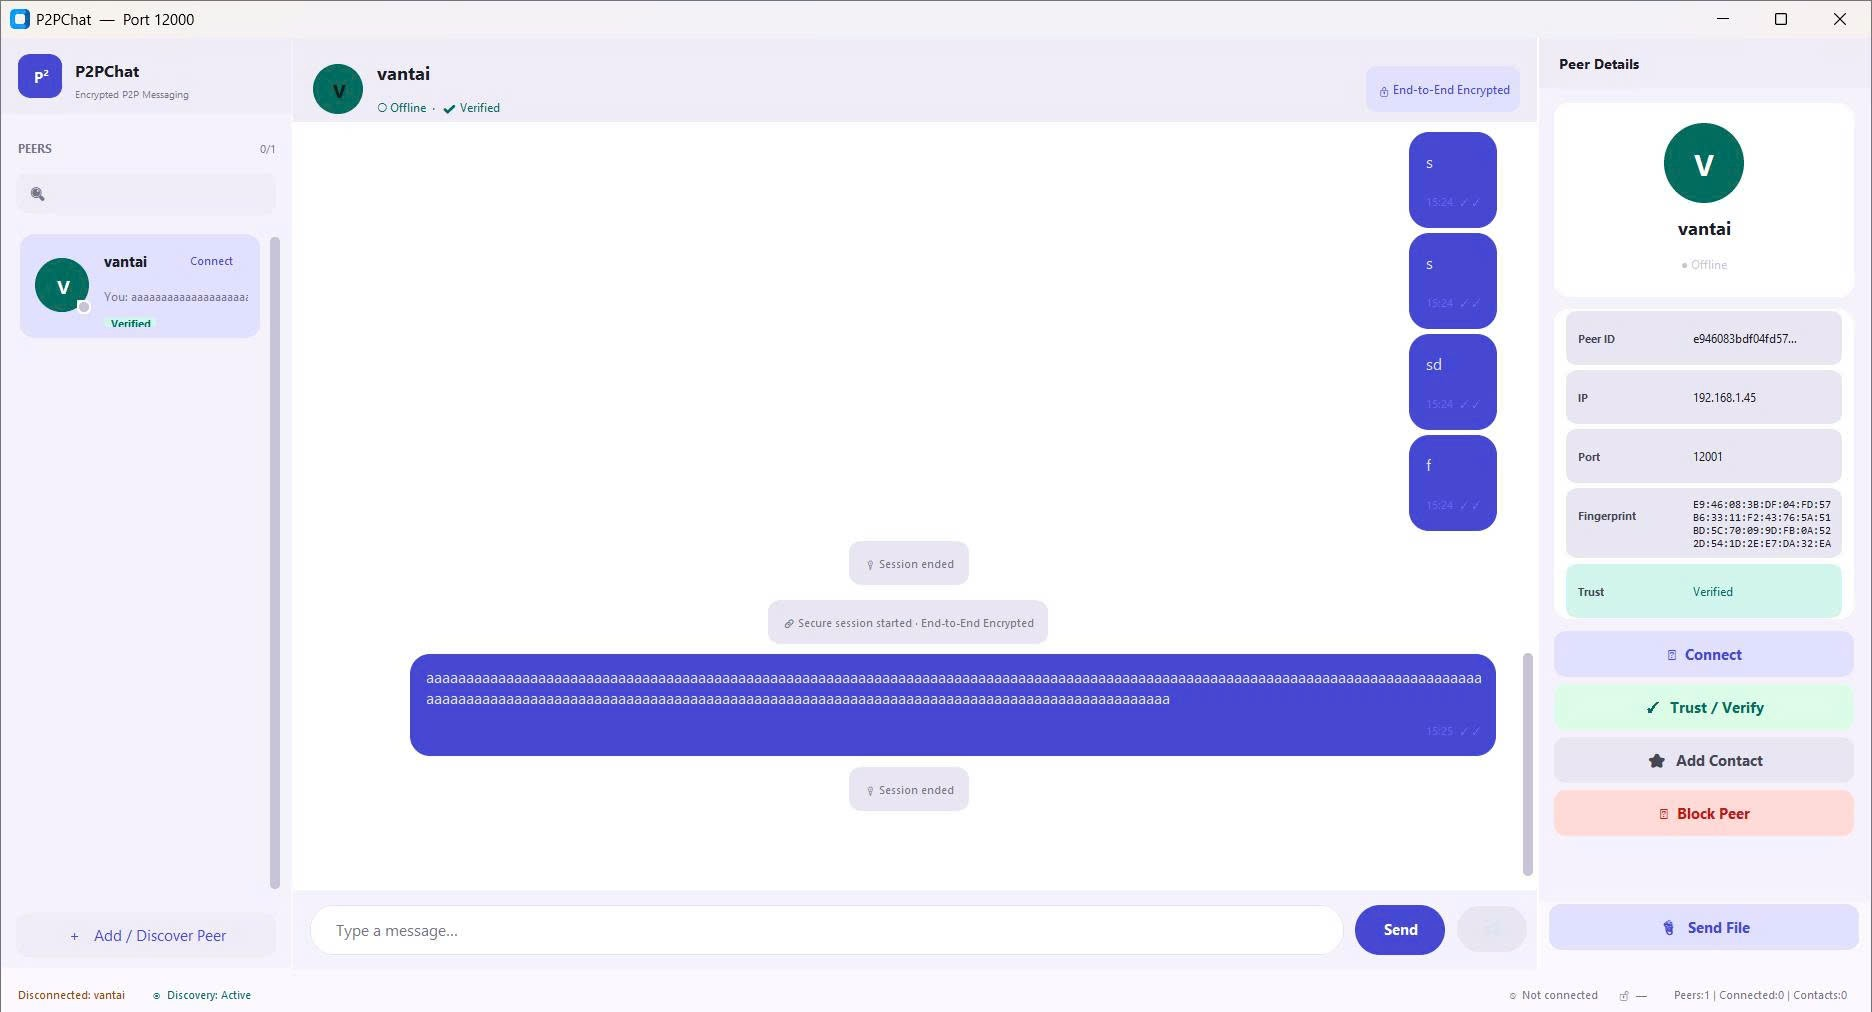 P2PChat — Port 12000
P²
P2PChat
Encrypted P2P Messaging
PEERS 0/1
V
vantai Connect
You: aaaaaaaaaaaaaaaaaaa
Verified
+ Add / Discover Peer
V
vantai
Offline · ✓ Verified
End-to-End Encrypted
s
15:24 ✓✓
s
15:24 ✓✓
sd
15:24 ✓✓
f
15:24 ✓✓
Session ended
Secure session started · End-to-End Encrypted
15:25 ✓✓
Session ended
Type a message...
Send
Peer Details
V
vantai
● Offline
Peer ID e946083bdf04fd57...
IP 192.168.1.45
Port 12001
Fingerprint E9:46:08:3B:DF:04:FD:57
B6:33:11:F2:43:76:5A:51
BD:5C:70:09:9D:FB:0A:52
2D:54:1D:2E:E7:DA:32:EA
Trust Verified
Connect
✓ Trust / Verify
★ Add Contact
Block Peer
Send File
Disconnected: vantai Discovery: Active
Not connected — Peers:1 | Connected:0 | Contacts:0